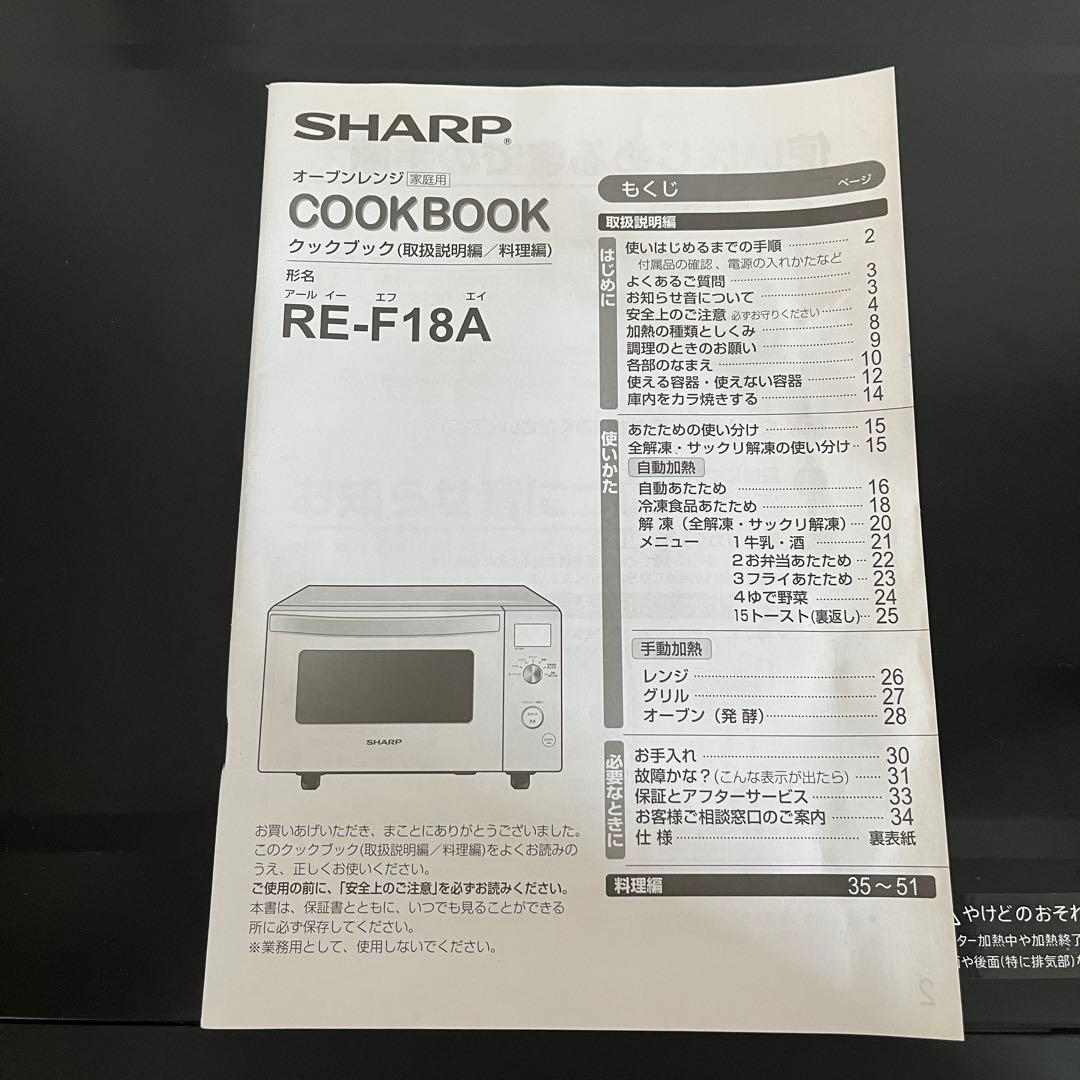 SHARP®
オーブンレンジ 家庭用
COOKBOOK
クックブック(取扱説明編／料理編)
形名
アール イー エフ エイ
RE-F18A
SHARP
お買いあげいただき、まことにありがとうございました。
このクックブック(取扱説明編／料理編)をよくお読みの
うえ、正しくお使いください。
ご使用の前に、「安全上のご注意」を必ずお読みください。
本書は、保証書とともに、いつでも見ることができる
所に必ず保存してください。
※業務用として、使用しないでください。
もくじ ページ
取扱説明編
はじめに
使いはじめるまでの手順 ………… 2
付属品の確認、電源の入れかたなど
よくあるご質問 ………… 3
お知らせ音について ………… 3
安全上のご注意 必ずお守りください ……… 4
加熱の種類としくみ ………… 8
調理のときのお願い ………… 9
各部のなまえ ………… 10
使える容器・使えない容器 ………… 12
庫内をカラ焼きする ………… 14
使いかた
あたための使い分け ………… 15
全解凍・サックリ解凍の使い分け… 15
自動加熱
自動あたため ………… 16
冷凍食品あたため ………… 18
解 凍（全解凍・サックリ解凍）… 20
メニュー 1牛乳・酒 ………… 21
2お弁当あたため … 22
3フライあたため … 23
4ゆで野菜 ………… 24
15トースト(裏返し)… 25
手動加熱
レンジ ………… 26
グリル ………… 27
オーブン（発酵）………… 28
必要なときに
お手入れ ………… 30
故障かな？(こんな表示が出たら) …… 31
保証とアフターサービス ………… 33
お客様ご相談窓口のご案内 ………… 34
仕 様 ………… 裏表紙
料理編 35～51
やけどのおそれ
ター加熱中や加熱終了
や後面(特に排気部)